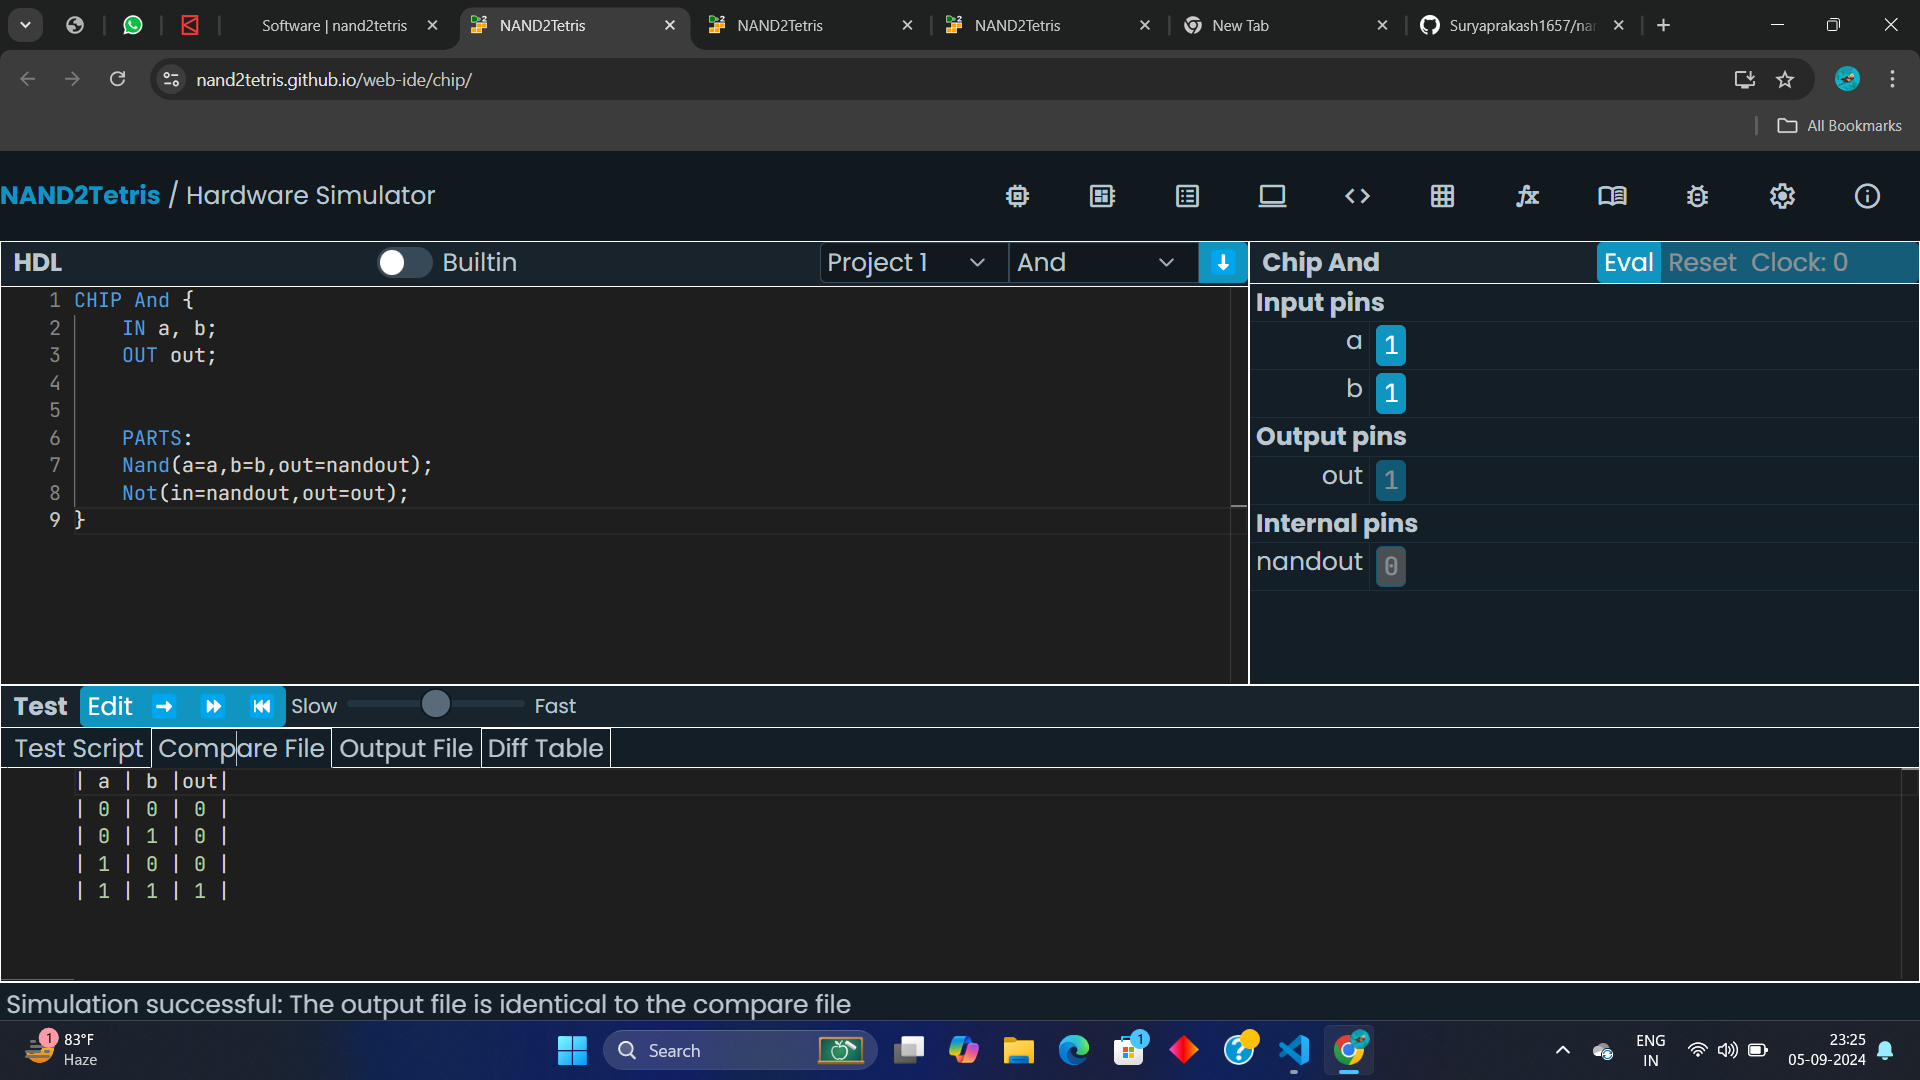 Software | nand2tetris
NAND2Tetris
NAND2Tetris
NAND2Tetris
New Tab
Suryaprakash1657/na
nand2tetris.github.io/web-ide/chip/
All Bookmarks
NAND2Tetris / Hardware Simulator
HDL
Builtin
Project 1
And
Chip And
Eval
Reset
Clock: 0
1 CHIP And {
2 IN a, b;
3 OUT out;
4
5
6 PARTS:
7 Nand(a=a,b=b,out=nandout);
8 Not(in=nandout,out=out);
9 }
Input pins
a 1
b 1
Output pins
out 1
Internal pins
nandout 0
Test
Edit
Slow
Fast
Test Script
Compare File
Output File
Diff Table
| a | b |out|
| 0 | 0 | 0 |
| 0 | 1 | 0 |
| 1 | 0 | 0 |
| 1 | 1 | 1 |
Simulation successful: The output file is identical to the compare file
1
83°F
Haze
Search
1
ENG
IN
23:25
05-09-2024